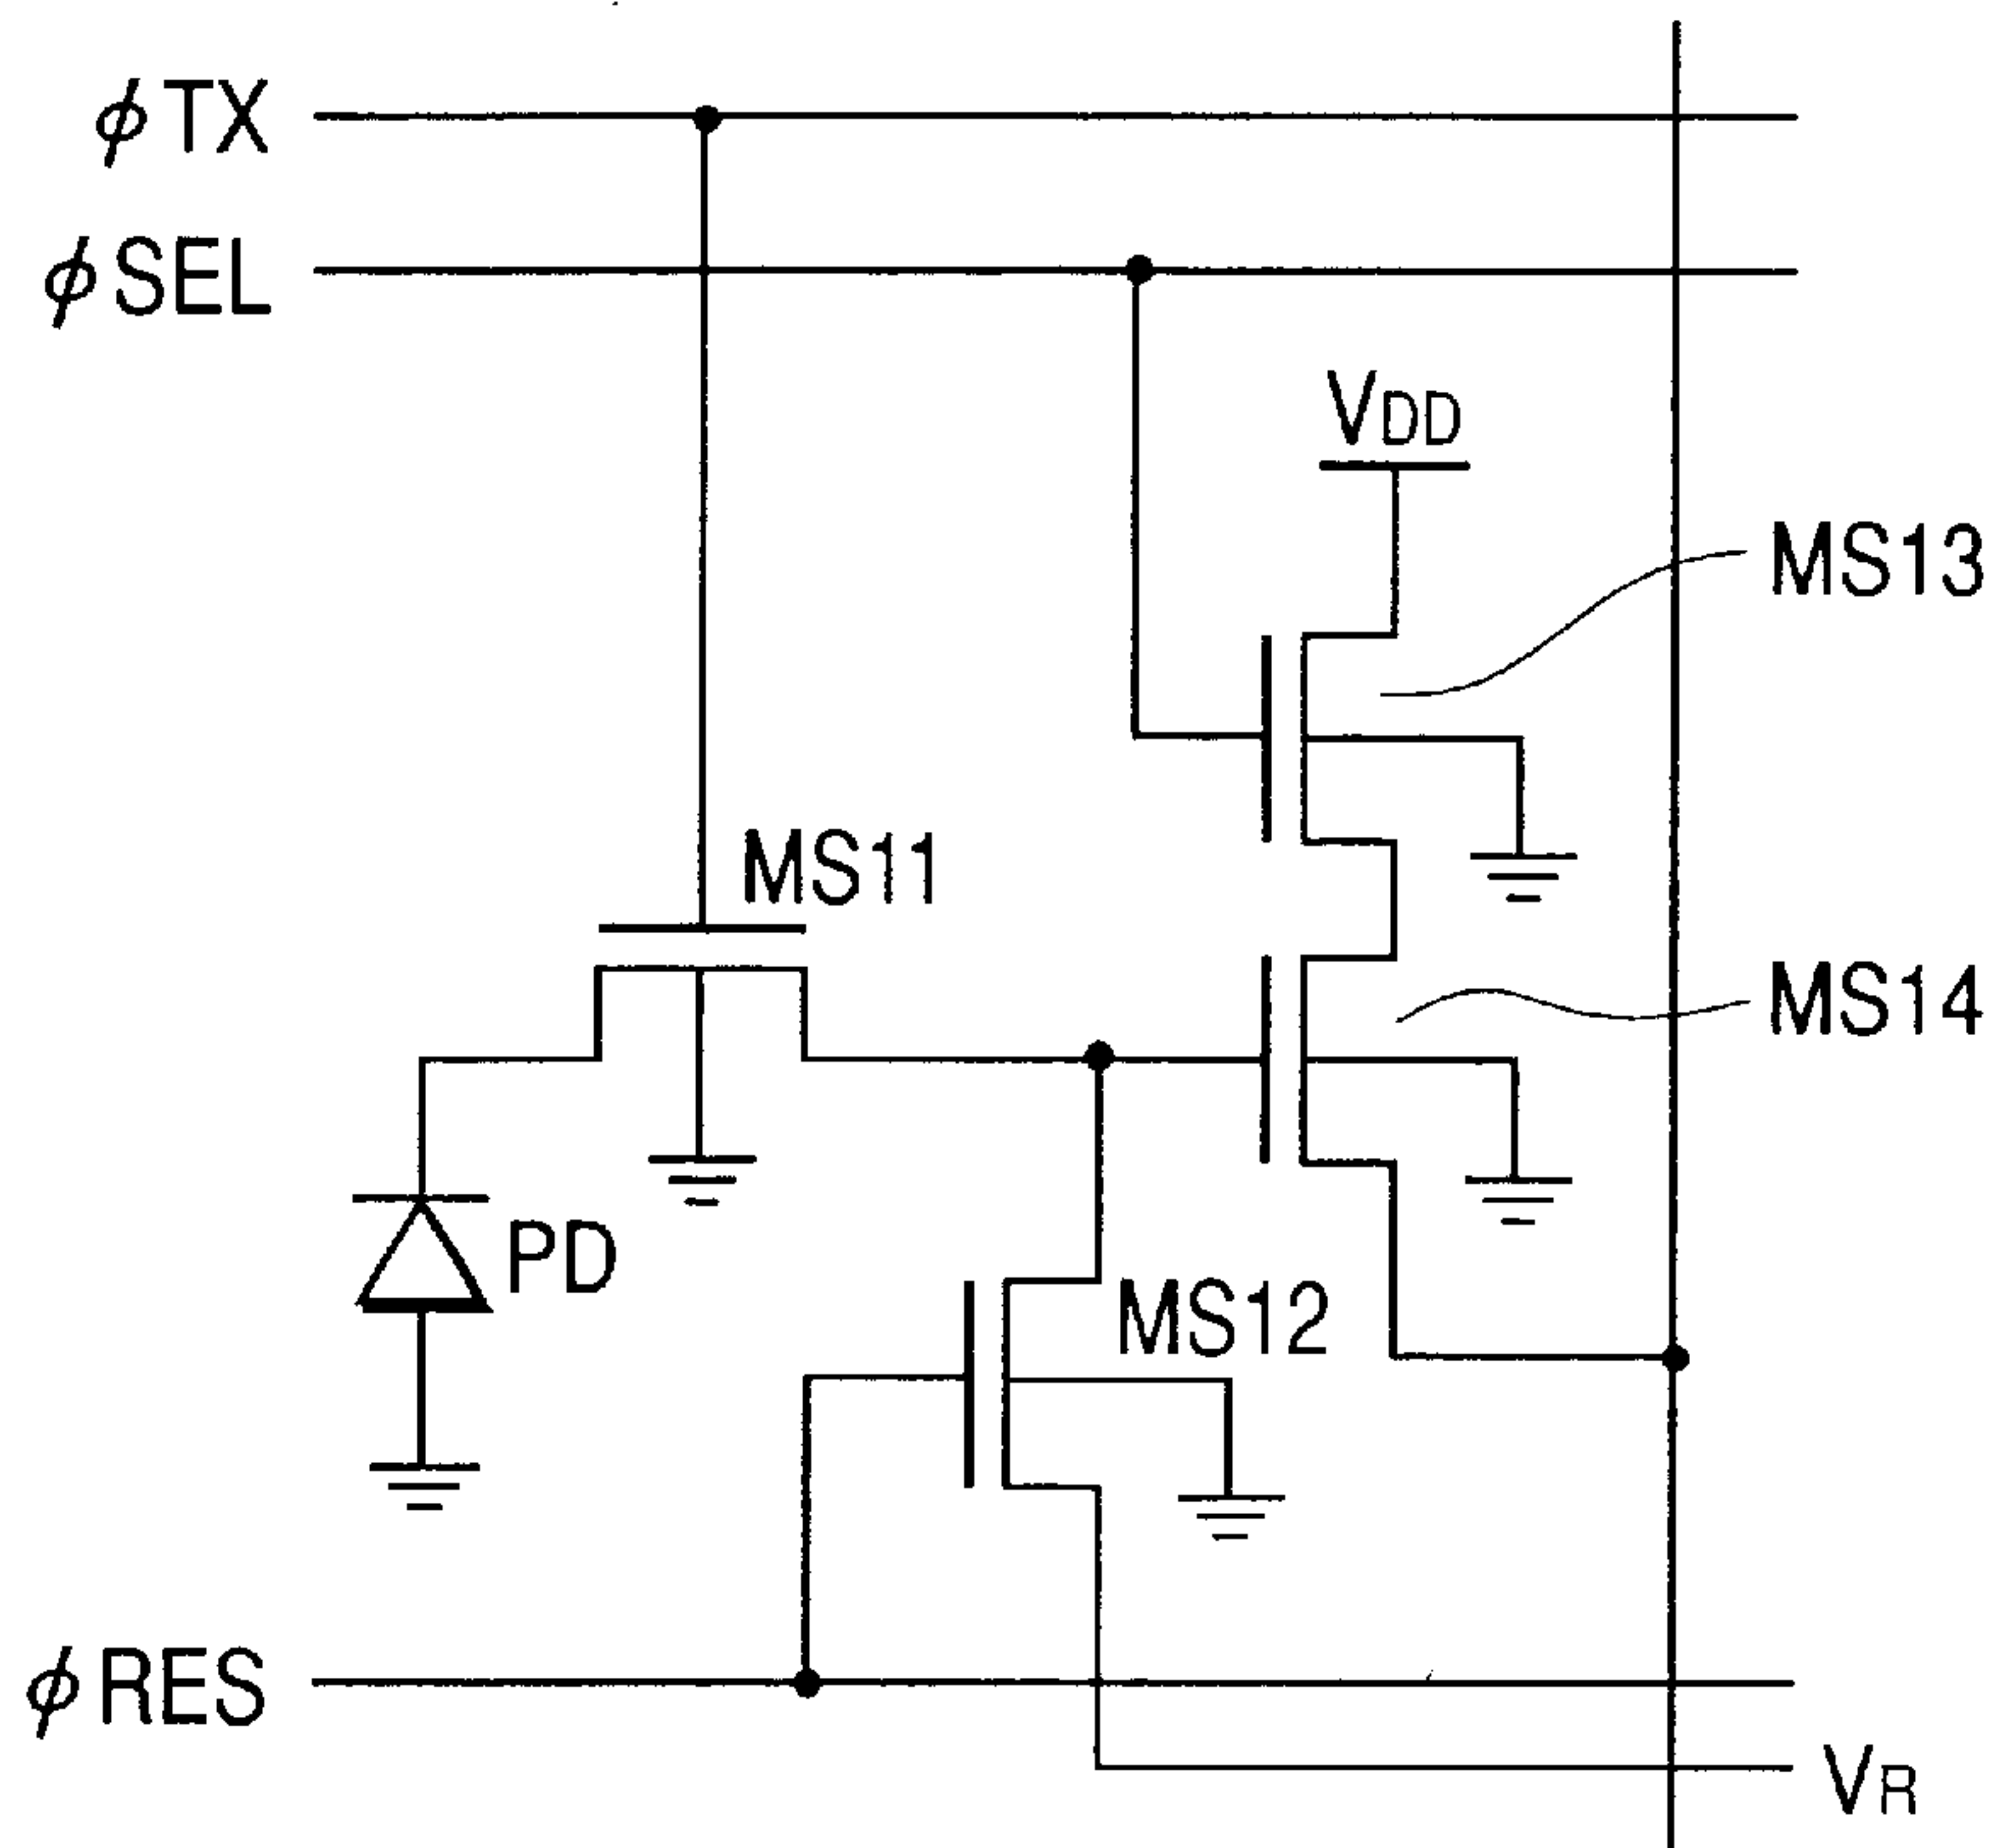 ϕTX
ϕSEL
VDD
MS13
MS11
MS14
PD
MS12
ϕRES
VR